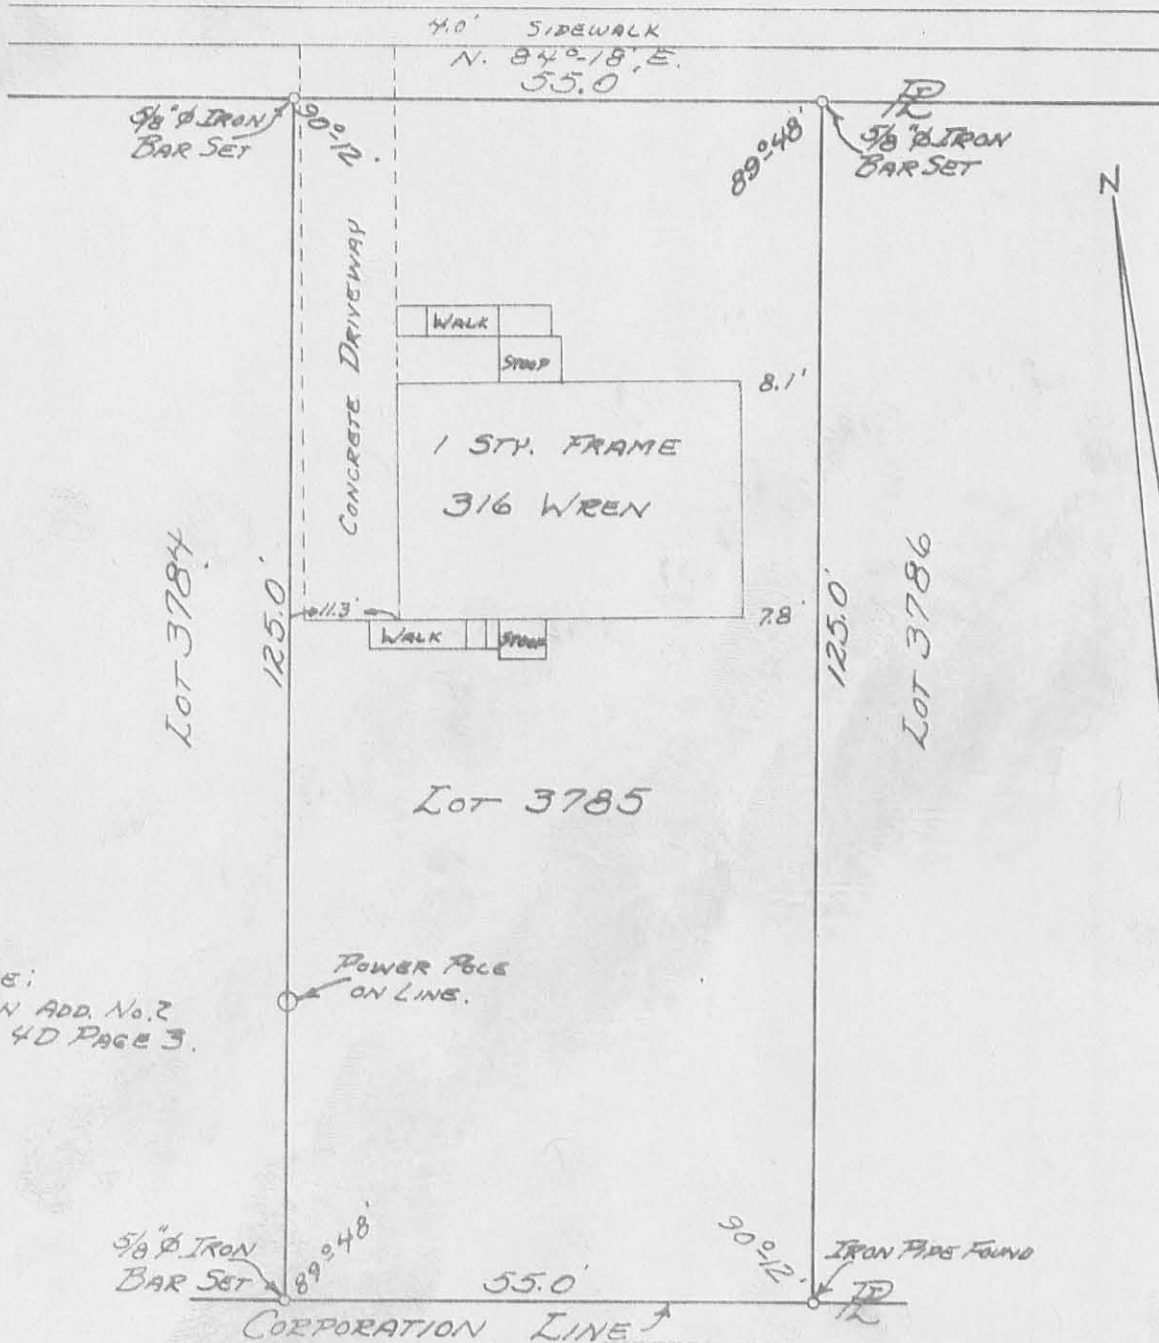 4.0' SIDEWALK
N. 84°-18' E.
55.0'
5/8" ϕ IRON
BAR SET
90°-12'
89°-48'
5/8" ϕ IRON
BAR SET
N
CONCRETE DRIVEWAY
WALK
STOOP
8.1'
1 STY. FRAME
316 WREN
LOT 3784
125.0'
11.3'
WALK
STOOP
7.8'
125.0'
LOT 3786
LOT 3785
POWER POLE
ON LINE.
E:
N ADD. No. 2
4D PAGE 3.
5/8" ϕ IRON
BAR SET
89°-48'
55.0'
90°-12'
IRON PIPE FOUND
CORPORATION LINE